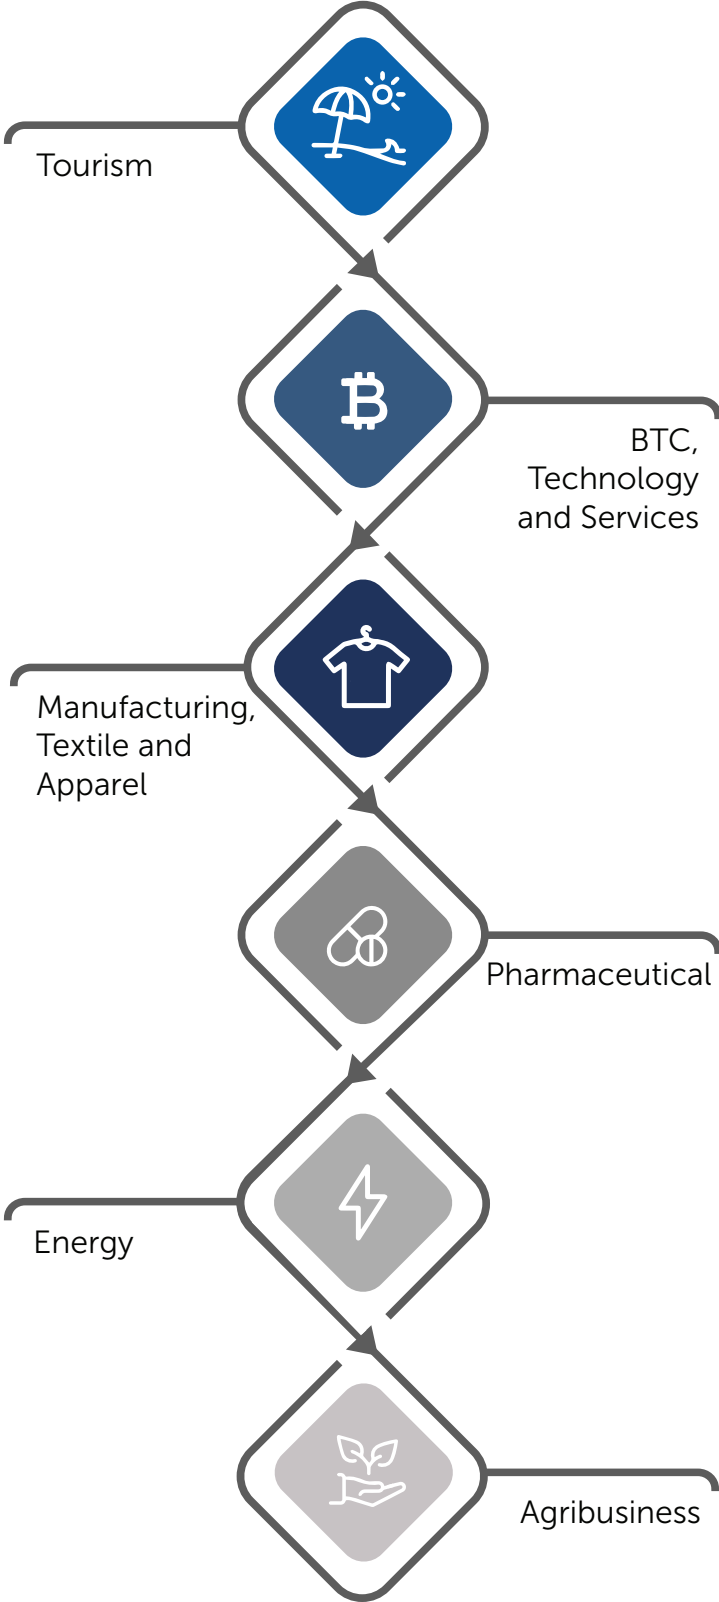 Tourism
BTC,
Technology
and Services
Manufacturing,
Textile and
Apparel
Pharmaceutical
Energy
Agribusiness